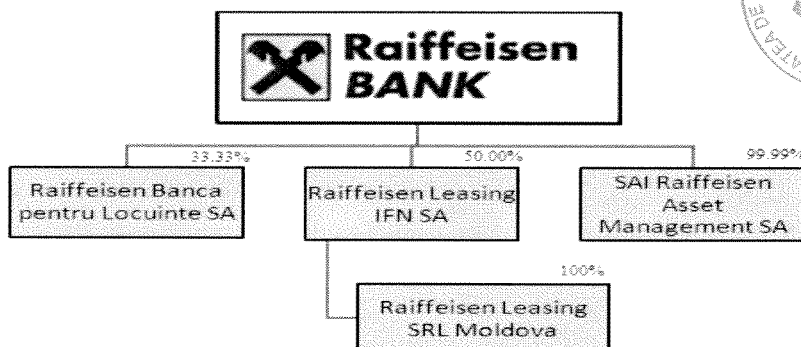 Raiffeisen
BANK
33.33%
50.00%
99.99%
Raiffeisen Banca
pentru Locuinte SA
Raiffeisen Leasing
IFN SA
SAI Raiffeisen
Asset
Management SA
100%
Raiffeisen Leasing
SRL Moldova